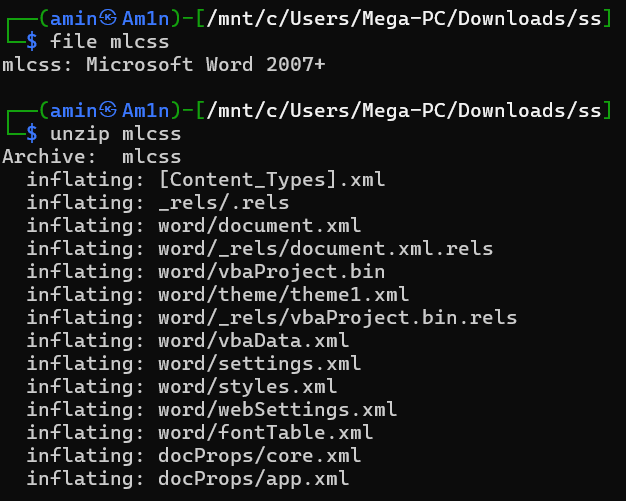 ┌──(amin㉿Am1n)-[/mnt/c/Users/Mega-PC/Downloads/ss]
└─$ file mlcss
mlcss: Microsoft Word 2007+
┌──(amin㉿Am1n)-[/mnt/c/Users/Mega-PC/Downloads/ss]
└─$ unzip mlcss
Archive:  mlcss
  inflating: [Content_Types].xml
  inflating: _rels/.rels
  inflating: word/document.xml
  inflating: word/_rels/document.xml.rels
  inflating: word/vbaProject.bin
  inflating: word/theme/theme1.xml
  inflating: word/_rels/vbaProject.bin.rels
  inflating: word/vbaData.xml
  inflating: word/settings.xml
  inflating: word/styles.xml
  inflating: word/webSettings.xml
  inflating: word/fontTable.xml
  inflating: docProps/core.xml
  inflating: docProps/app.xml